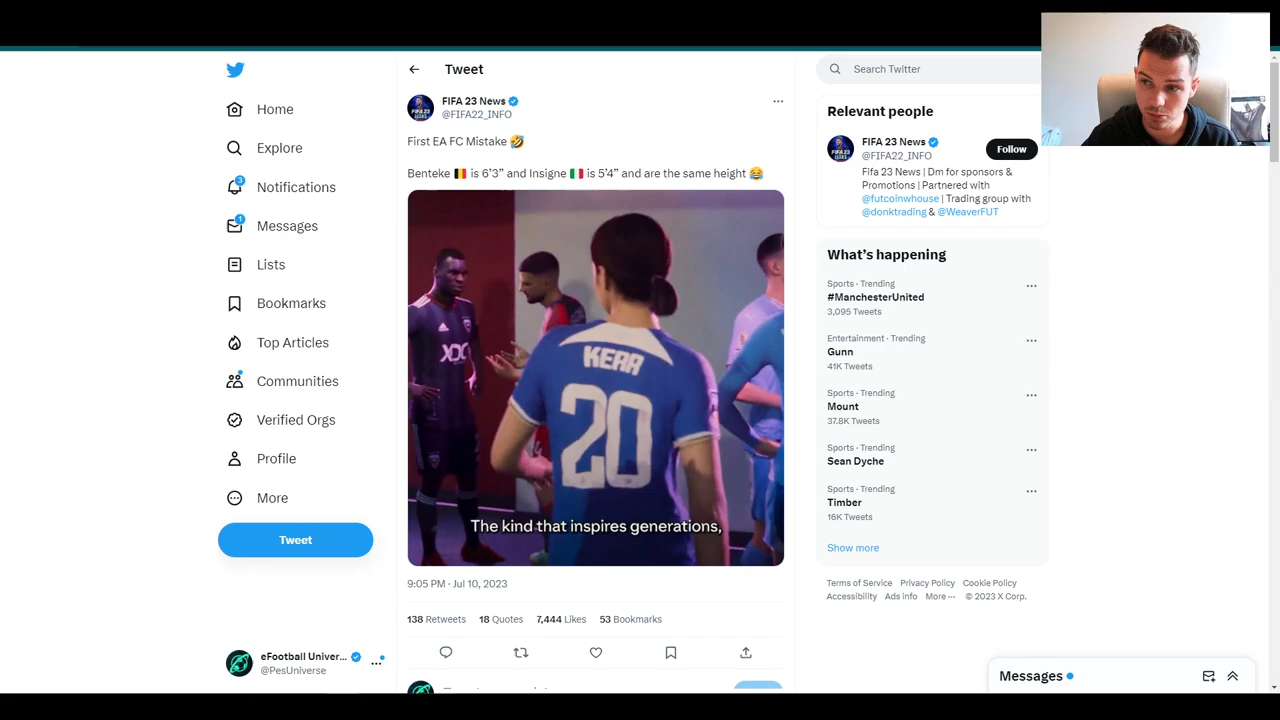 Home
Explore
3
Notifications
1
Messages
Lists
Bookmarks
Top Articles
Communities
Verified Orgs
Profile
More
Tweet
eFootball Univer...
@PesUniverse
Tweet
FIFA 23 News
@FIFA22_INFO
First EA FC Mistake 🤣
Benteke 🇧🇪 is 6’3” and Insigne 🇮🇹 is 5’4” and are the same height 😂
KERR
20
The kind that inspires generations,
9:05 PM · Jul 10, 2023
138 Retweets 18 Quotes 7,444 Likes 53 Bookmarks
Search Twitter
Relevant people
FIFA 23 News
@FIFA22_INFO
Follow
Fifa 23 News | Dm for sponsors &
Promotions | Partnered with
@futcoinwhouse | Trading group with
@donktrading & @WeaverFUT
What’s happening
Sports · Trending
#ManchesterUnited
3,095 Tweets
Entertainment · Trending
Gunn
41K Tweets
Sports · Trending
Mount
37.8K Tweets
Sports · Trending
Sean Dyche
Sports · Trending
Timber
16K Tweets
Show more
Terms of Service Privacy Policy Cookie Policy
Accessibility Ads info More ··· © 2023 X Corp.
Messages